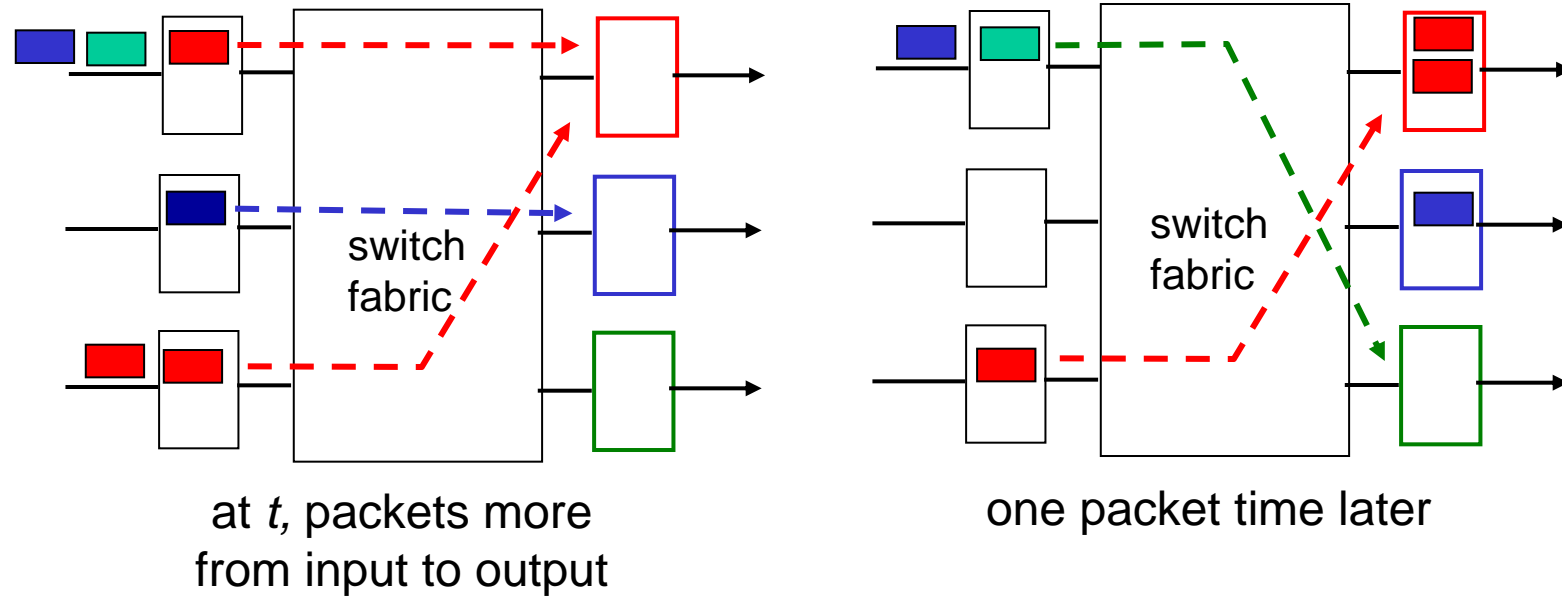 switch
fabric
at t, packets more
from input to output
switch
fabric
one packet time later